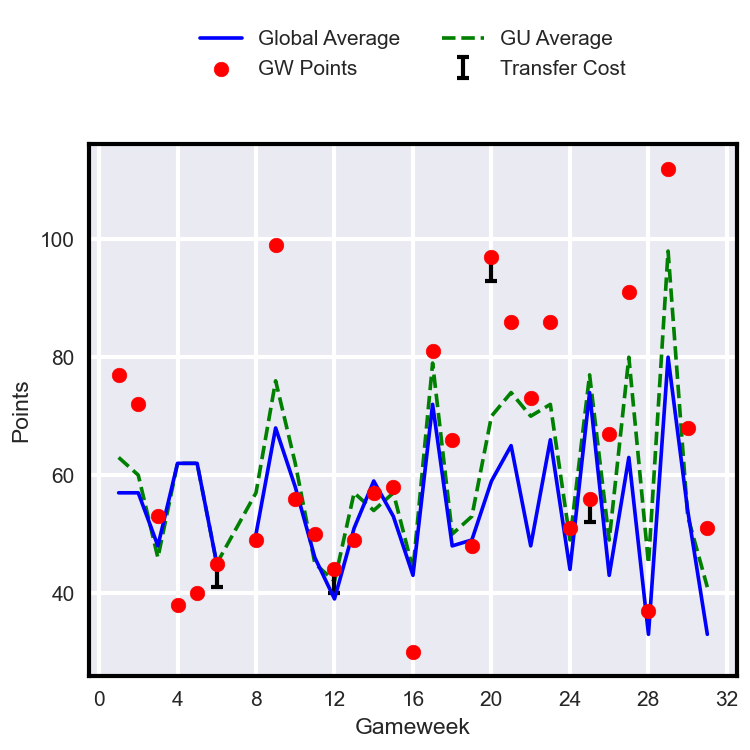 Global Average
GU Average
GW Points
Transfer Cost
100
80
60
40
Points
0 4 8 12 16 20 24 28 32
Gameweek